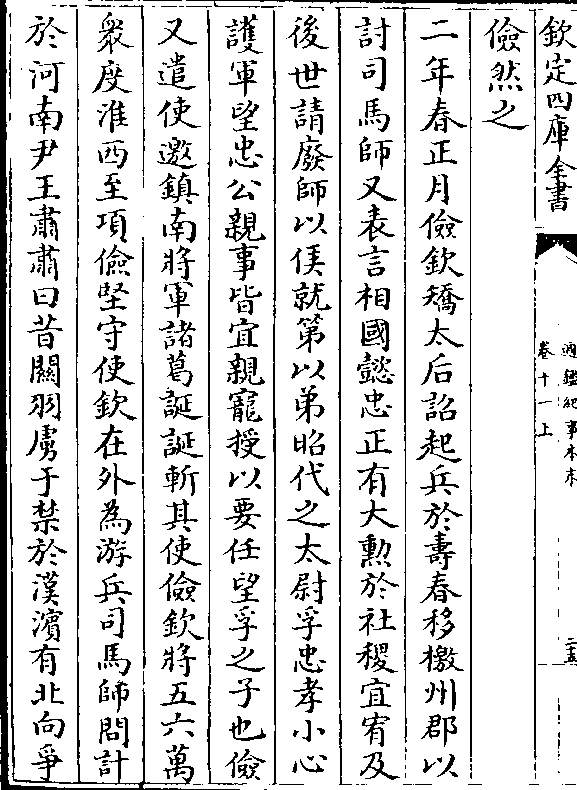 欽定四庫全書
通鑑紀事本末
卷十一上
二五
儉然之
二年春正月儉欽矯太后詔起兵於壽春移檄州郡以
討司馬師又表言相國懿忠正有大勲於社稷宜宥及
後世請廢師以侯就第以弟昭代之太尉孚忠孝小心
護軍望忠公親事皆宜親寵授以要任望孚之子也儉
又遣使邀鎮南將軍諸葛誕誕斬其使儉欽將五六萬
衆度淮西至項儉堅守使欽在外為游兵司馬師問計
於河南尹王肅肅曰昔關羽虜于禁於漢濱有北向爭